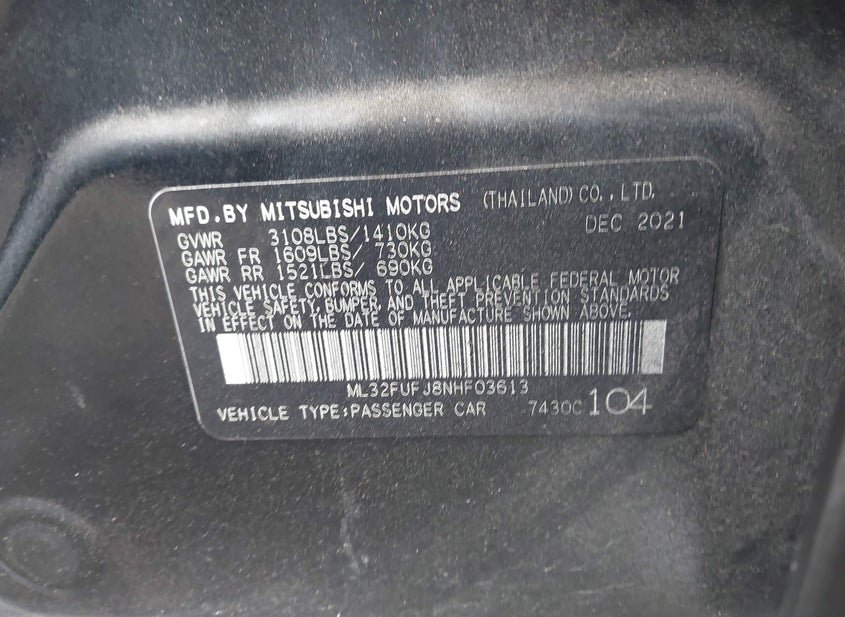 MFD.BY MITSUBISHI MOTORS (THAILAND) CO., LTD.
GVWR 3108LBS/1410KG DEC 2021
GAWR FR 1609LBS/ 730KG
GAWR RR 1521LBS/ 690KG
THIS VEHICLE CONFORMS TO ALL APPLICABLE FEDERAL MOTOR
VEHICLE SAFETY, BUMPER, AND THEFT PREVENTION STANDARDS
IN EFFECT ON THE DATE OF MANUFACTURE SHOWN ABOVE.
ML32FUFJ8NHF03613
VEHICLE TYPE:PASSENGER CAR 7430C 104